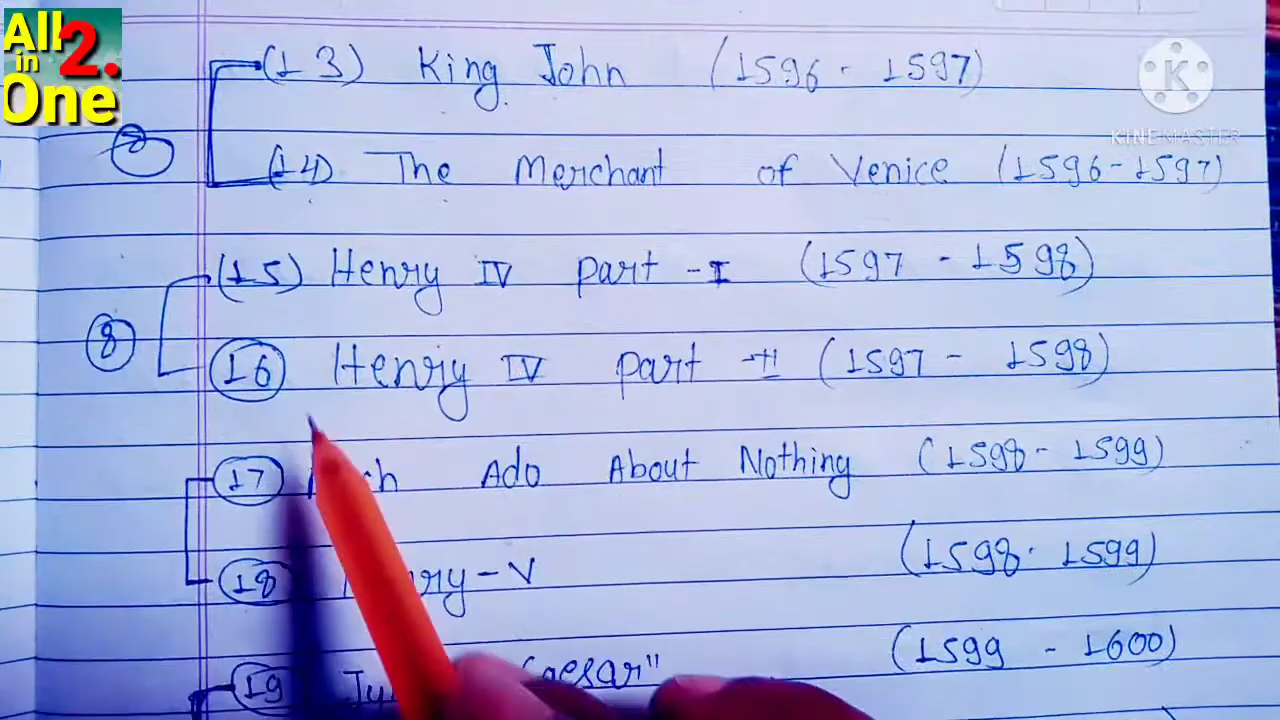 All
in 2.
One
(13) King John (1596 - 1597)
K
KINEMASTER
(14) The Merchant of Venice (1596-1597)
(15) Henry IV part -I (1597 - 1598)
8
16 Henry IV part -II (1597 - 1598)
17 Ado About Nothing (1598 - 1599)
18 -V (1598 - 1599)
19 (1599 - 1600)